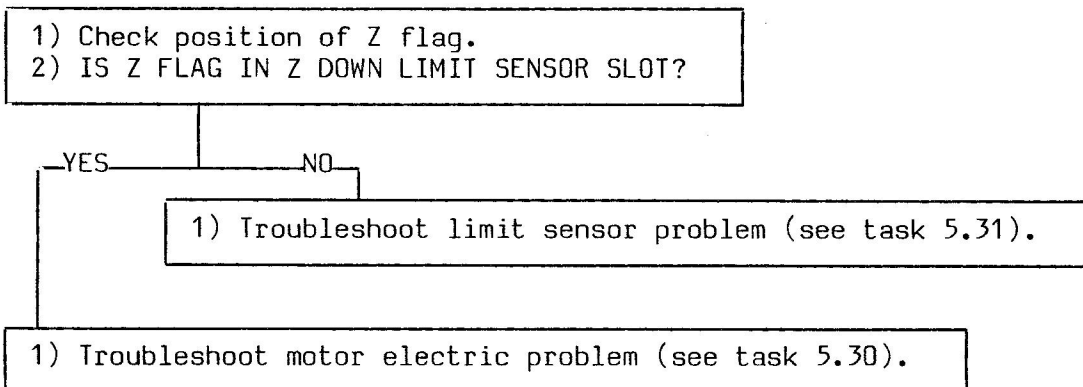 1) Check position of Z flag.
2) IS Z FLAG IN Z DOWN LIMIT SENSOR SLOT?
YES NO
1) Troubleshoot limit sensor problem (see task 5.31).
1) Troubleshoot motor electric problem (see task 5.30).